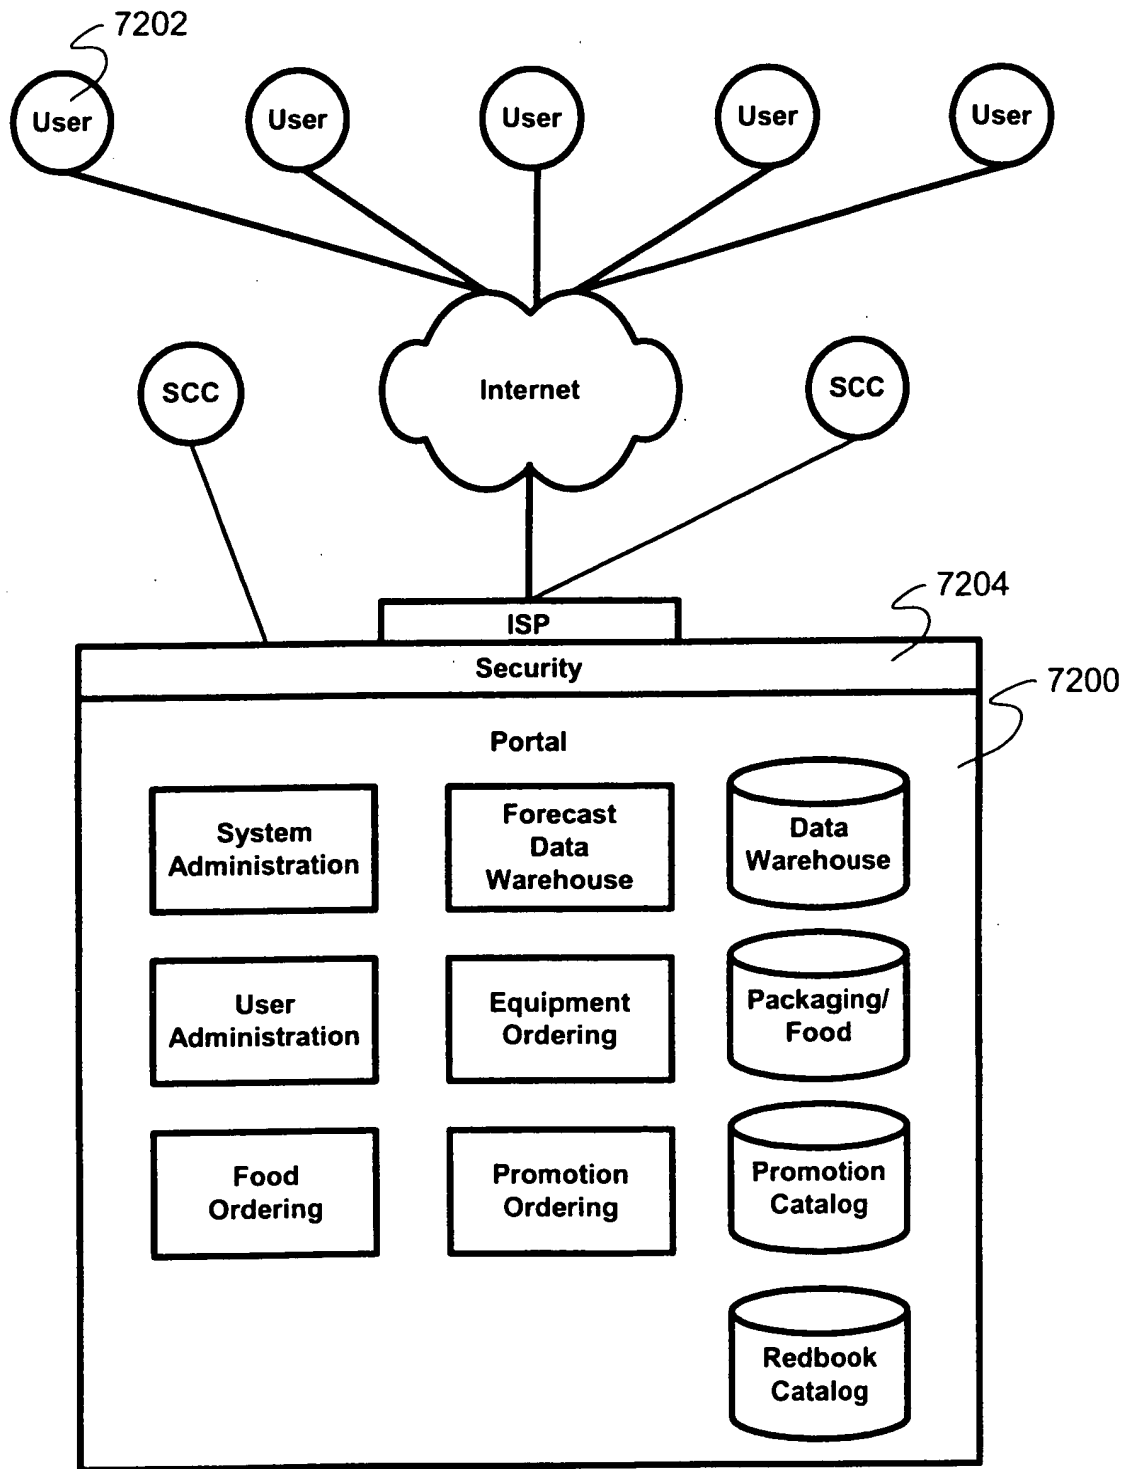 7202
User
User
User
User
User
Internet
SCC
SCC
7204
ISP
Security
7200
Portal
System
Administration
Forecast
Data
Warehouse
Data
Warehouse
User
Administration
Equipment
Ordering
Packaging/
Food
Food
Ordering
Promotion
Ordering
Promotion
Catalog
Redbook
Catalog